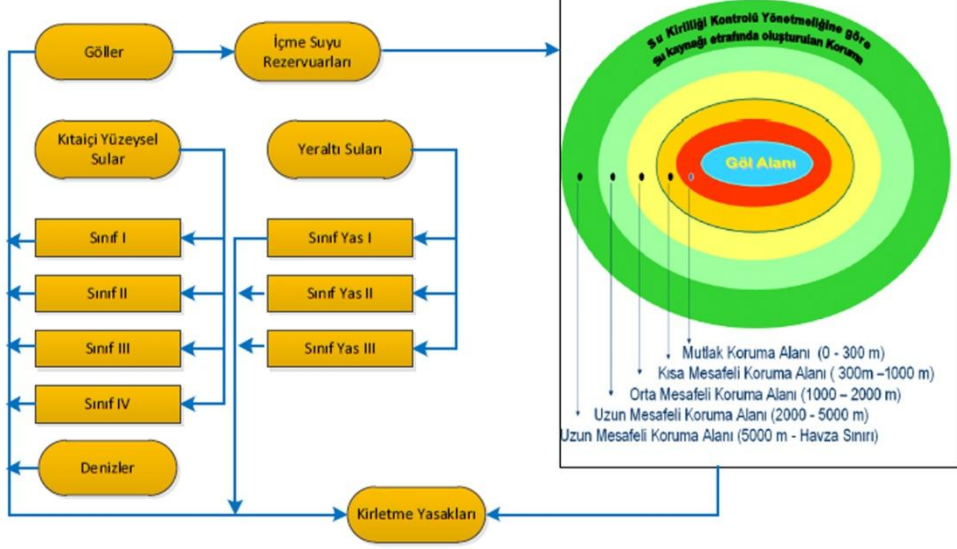 Göller
İçme Suyu
Rezervuarları
Kıtaiçi Yüzeysel
Sular
Yeraltı Suları
Sınıf I
Sınıf II
Sınıf III
Sınıf IV
Sınıf Yas I
Sınıf Yas II
Sınıf Yas III
Denizler
Kirletme Yasakları
Su Kirliliği Kontrolü Yönetmeliğine göre
Su kaynağı etrafında oluşturulan Koruma
Göl Alanı
Mutlak Koruma Alanı (0 - 300 m)
Kısa Mesafeli Koruma Alanı ( 300m –1000 m)
Orta Mesafeli Koruma Alanı (1000 – 2000 m)
Uzun Mesafeli Koruma Alanı (2000 - 5000 m)
Uzun Mesafeli Koruma Alanı (5000 m - Havza Sınırı)